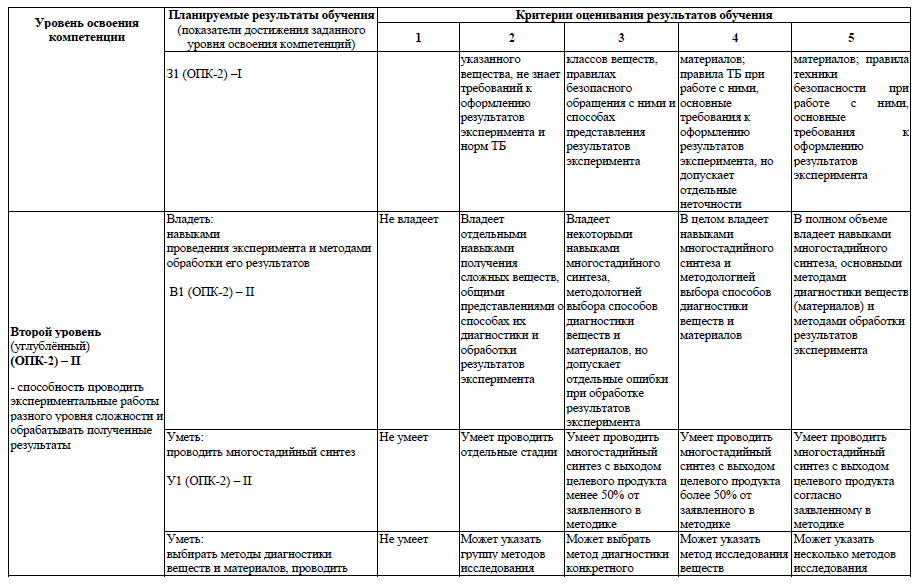 Уровень освоения
компетенции
Планируемые результаты обучения
(показатели достижения заданного
уровня освоения компетенций)
Критерии оценивания результатов обучения
1
2
3
4
5
З1 (ОПК-2) –I
указанного
вещества, не знает
требований к
оформлению
результатов
эксперимента и
норм ТБ
классов веществ,
правилах
безопасного
обращения с ними и
способах
представления
результатов
эксперимента
материалов;
правила ТБ при
работе с ними,
основные
требования к
оформлению
результатов
эксперимента, но
допускает
отдельные
неточности
материалов; правила
техники
безопасности при
работе с ними,
основные
требования к
оформлению
результатов
эксперимента
Второй уровень
(углублённый)
(ОПК-2) – II
- способность проводить
экспериментальные работы
разного уровня сложности и
обрабатывать полученные
результаты
Владеть:
навыками
проведения эксперимента и методами
обработки его результатов
В1 (ОПК-2) – II
Не владеет
Владеет
отдельными
навыками
получения
сложных веществ,
общими
представлениями о
способах их
диагностики и
обработки
результатов
эксперимента
Владеет
некоторыми
навыками
многостадийного
синтеза,
методологией
выбора способов
диагностики
веществ и
материалов, но
допускает
отдельные ошибки
при обработке
результатов
эксперимента
В целом владеет
навыками
многостадийного
синтеза и
методологией
выбора способов
диагностики
веществ и
материалов
В полном объеме
владеет навыками
многостадийного
синтеза, основными
методами
диагностики веществ
(материалов) и
методами обработки
результатов
эксперимента
Уметь:
проводить многостадийный синтез
У1 (ОПК-2) – II
Не умеет
Умеет проводить
отдельные стадии
Умеет проводить
многостадийный
синтез с выходом
целевого продукта
менее 50% от
заявленного в
методике
Умеет проводить
многостадийный
синтез с выходом
целевого продукта
более 50% от
заявленного в
методике
Умеет проводить
многостадийный
синтез с выходом
целевого продукта
согласно
заявленному в
методике
Уметь:
выбирать методы диагностики
веществ и материалов, проводить
Не умеет
Может указать
группу методов
исследования
Может выбрать
метод диагностики
конкретного
Может указать
метод исследования
веществ
Может указать
несколько методов
исследования